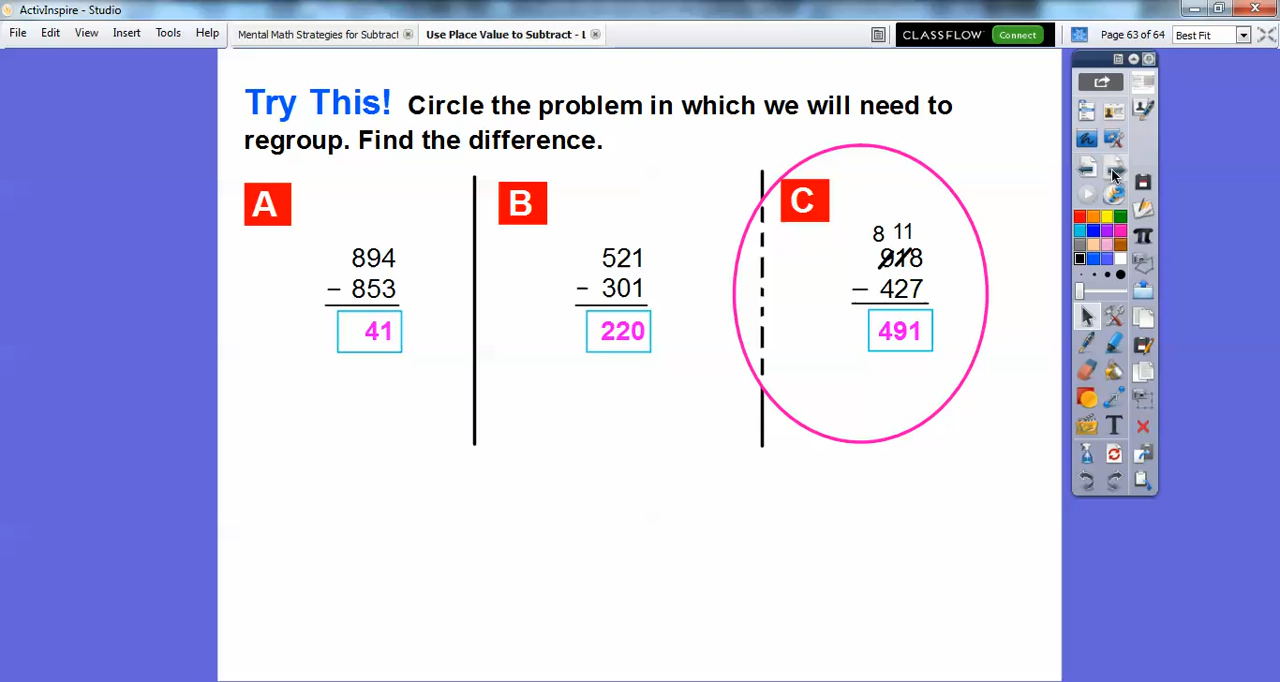 ActivInspire - Studio
File Edit View Insert Tools Help
Mental Math Strategies for Subtract
Use Place Value to Subtract - L
CLASSFLOW Connect
Page 63 of 64
Best Fit
Try This! Circle the problem in which we will need to
regroup. Find the difference.
A
894
– 853
41
B
521
– 301
220
C
8 11
918
– 427
491